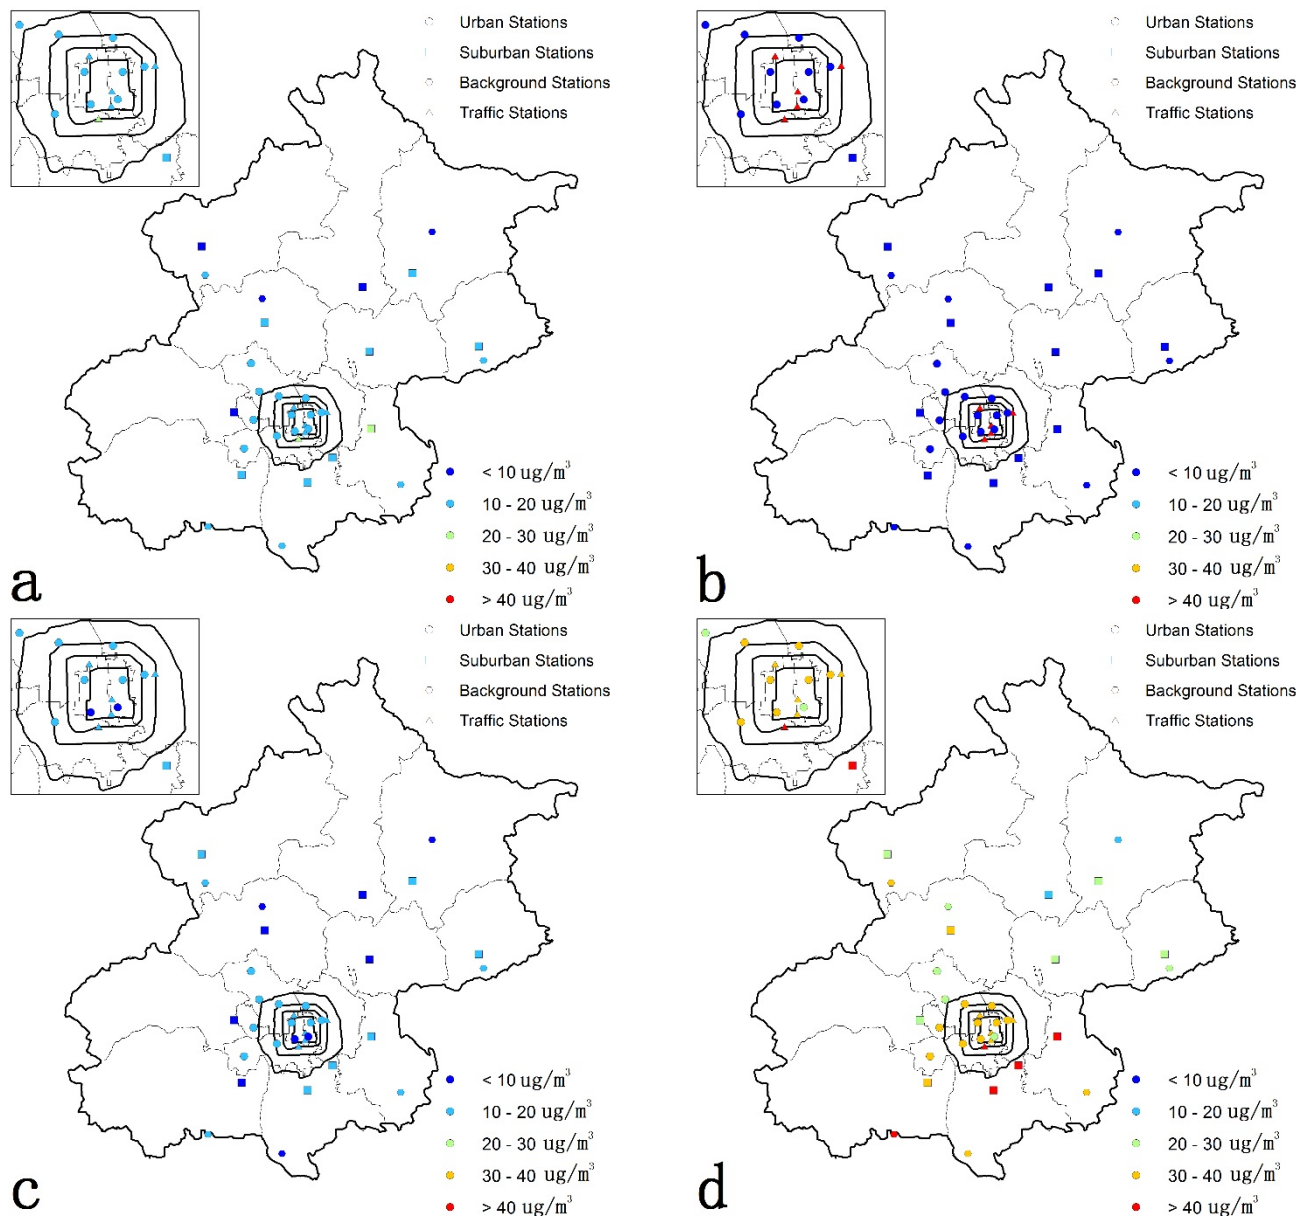 Urban Stations
Suburban Stations
Background Stations
Traffic Stations
< 10 ug/m³
10 - 20 ug/m³
20 - 30 ug/m³
30 - 40 ug/m³
> 40 ug/m³
a
Urban Stations
Suburban Stations
Background Stations
Traffic Stations
< 10 ug/m³
10 - 20 ug/m³
20 - 30 ug/m³
30 - 40 ug/m³
> 40 ug/m³
b
Urban Stations
Suburban Stations
Background Stations
Traffic Stations
< 10 ug/m³
10 - 20 ug/m³
20 - 30 ug/m³
30 - 40 ug/m³
> 40 ug/m³
c
Urban Stations
Suburban Stations
Background Stations
Traffic Stations
< 10 ug/m³
10 - 20 ug/m³
20 - 30 ug/m³
30 - 40 ug/m³
> 40 ug/m³
d